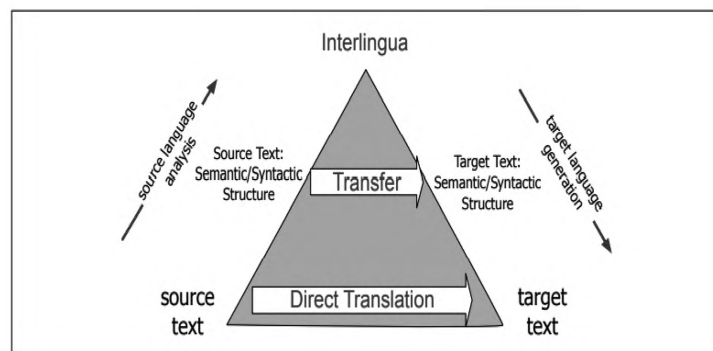 Interlingua
source language
analysis
target language
generation
Source Text:
Semantic/Syntactic
Structure
Transfer
Target Text:
Semantic/Syntactic
Structure
source
text
Direct Translation
target
text